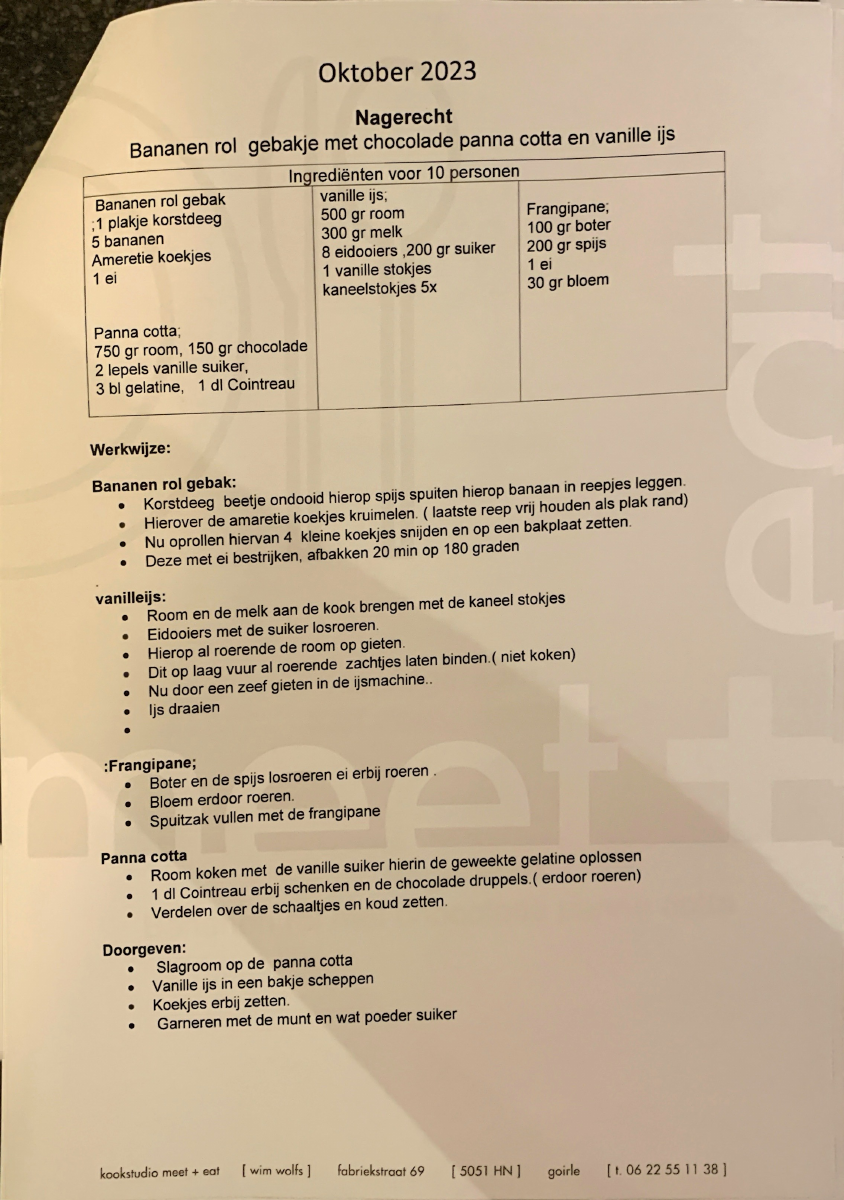 Oktober 2023
Nagerecht
Bananen rol gebakje met chocolade panna cotta en vanille ijs
Ingrediënten voor 10 personen
Bananen rol gebak
;1 plakje korstdeeg
5 bananen
Ameretie koekjes
1 ei
Panna cotta;
750 gr room, 150 gr chocolade
2 lepels vanille suiker,
3 bl gelatine, 1 dl Cointreau
vanille ijs;
500 gr room
300 gr melk
8 eidooiers ,200 gr suiker
1 vanille stokjes
kaneelstokjes 5x
Frangipane;
100 gr boter
200 gr spijs
1 ei
30 gr bloem
Werkwijze:
Bananen rol gebak:
• Korstdeeg beetje ondooid hierop spijs spuiten hierop banaan in reepjes leggen.
• Hierover de amaretie koekjes kruimelen. ( laatste reep vrij houden als plak rand)
• Nu oprollen hiervan 4 kleine koekjes snijden en op een bakplaat zetten.
• Deze met ei bestrijken, afbakken 20 min op 180 graden
.
vanilleijs:
• Room en de melk aan de kook brengen met de kaneel stokjes
• Eidooiers met de suiker losroeren.
• Hierop al roerende de room op gieten.
• Dit op laag vuur al roerende zachtjes laten binden.( niet koken)
• Nu door een zeef gieten in de ijsmachine..
• Ijs draaien
•
:Frangipane;
• Boter en de spijs losroeren ei erbij roeren .
• Bloem erdoor roeren.
• Spuitzak vullen met de frangipane
Panna cotta
• Room koken met de vanille suiker hierin de geweekte gelatine oplossen
• 1 dl Cointreau erbij schenken en de chocolade druppels.( erdoor roeren)
• Verdelen over de schaaltjes en koud zetten.
Doorgeven:
• Slagroom op de panna cotta
• Vanille ijs in een bakje scheppen
• Koekjes erbij zetten.
• Garneren met de munt en wat poeder suiker
meet + eat
kookstudio meet + eat [ wim wolfs ] fabriekstraat 69 [ 5051 HN ] goirle [ t. 06 22 55 11 38 ]